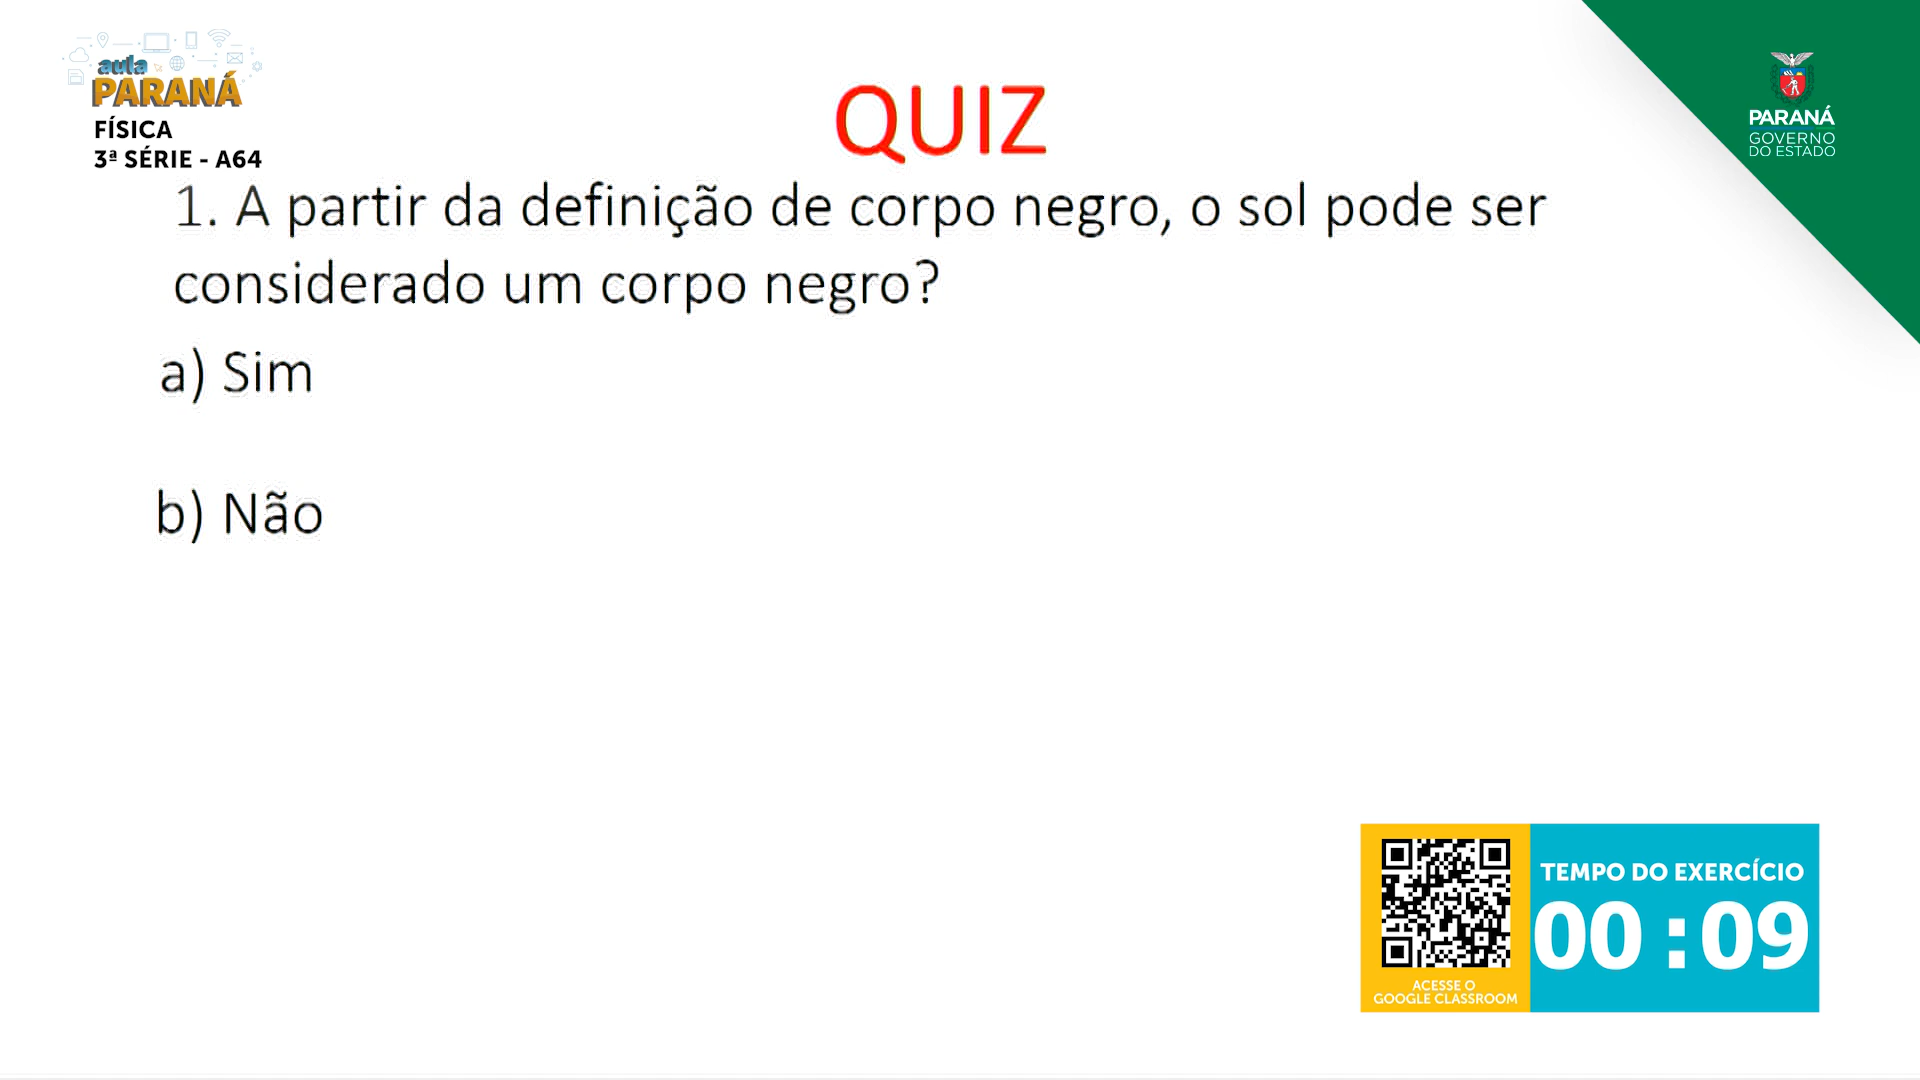 aula
PARANÁ
FÍSICA
3ª SÉRIE - A64
QUIZ
PARANÁ
GOVERNO
DO ESTADO
1. A partir da definição de corpo negro, o sol pode ser
considerado um corpo negro?
a) Sim
b) Não
TEMPO DO EXERCÍCIO
00 : 09
ACESSE O
GOOGLE CLASSROOM